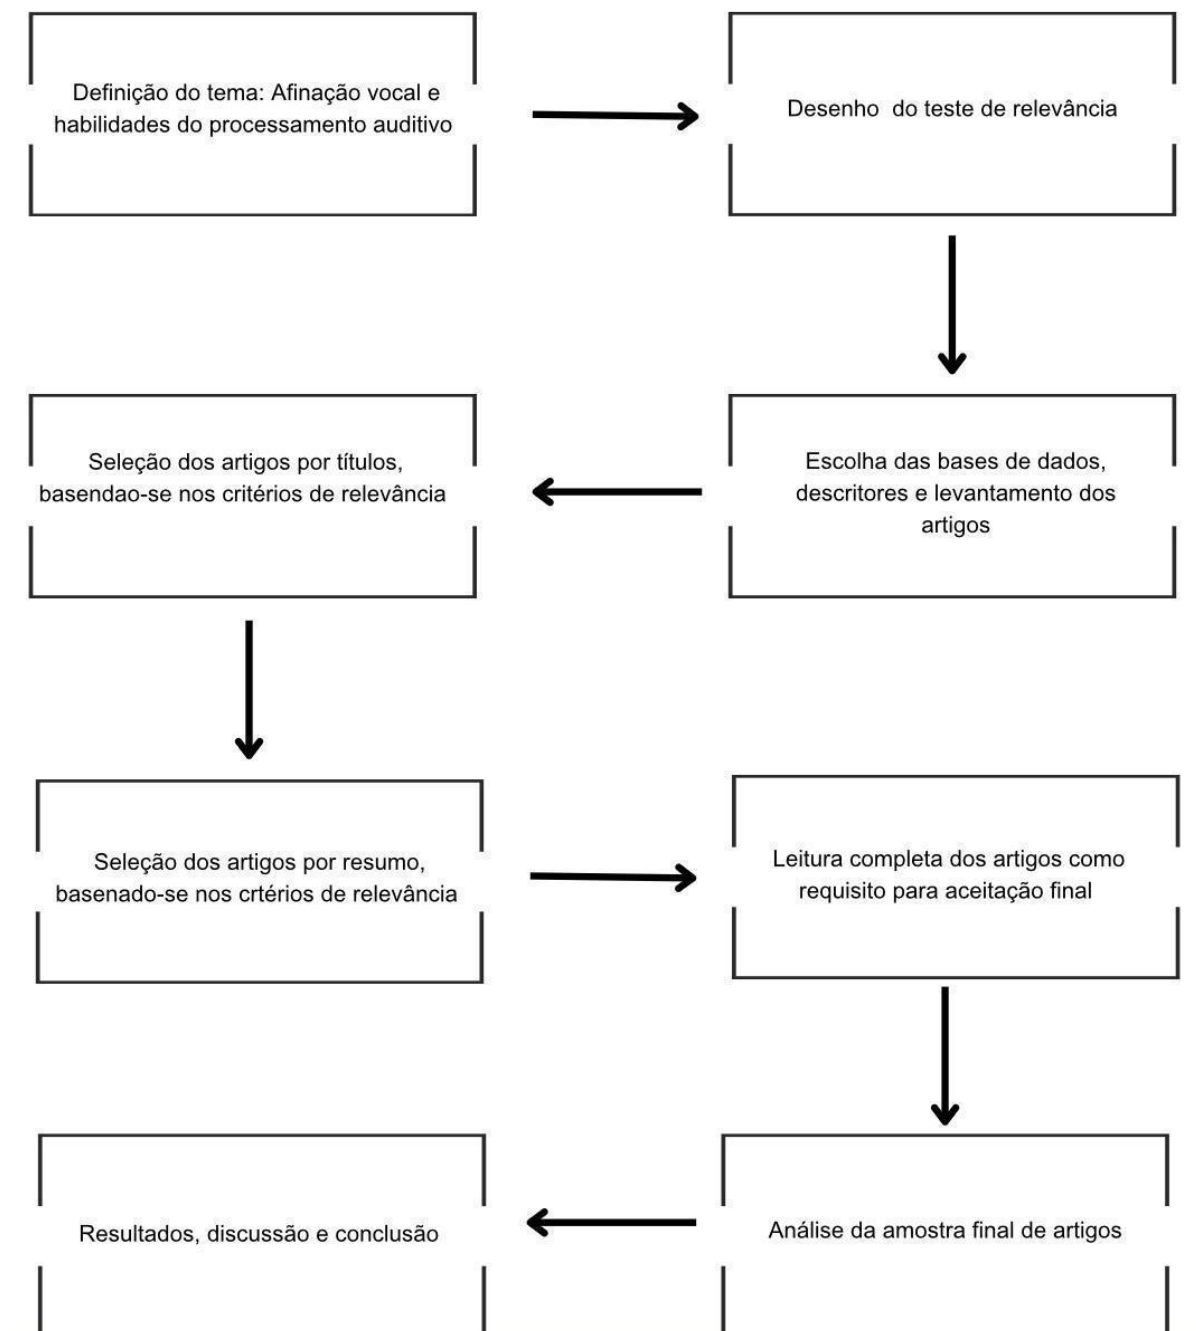 Definição do tema: Afinação vocal e
habilidades do processamento auditivo
Desenho do teste de relevância
Escolha das bases de dados,
descritores e levantamento dos
artigos
Seleção dos artigos por títulos,
basendao-se nos critérios de relevância
Seleção dos artigos por resumo,
basenado-se nos crtérios de relevância
Leitura completa dos artigos como
requisito para aceitação final
Análise da amostra final de artigos
Resultados, discussão e conclusão